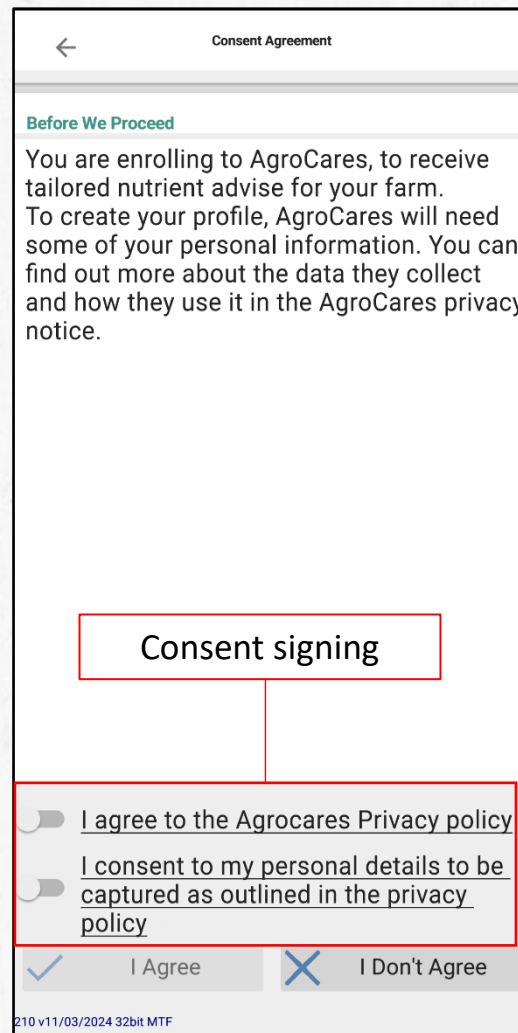 Consent Agreement
Before We Proceed
You are enrolling to AgroCares, to receive
tailored nutrient advise for your farm.
To create your profile, AgroCares will need
some of your personal information. You can
find out more about the data they collect
and how they use it in the AgroCares privacy
notice.
Consent signing
I agree to the Agrocares Privacy policy
I consent to my personal details to be
captured as outlined in the privacy
policy
I Agree
I Don't Agree
210 v11/03/2024 32bit MTF